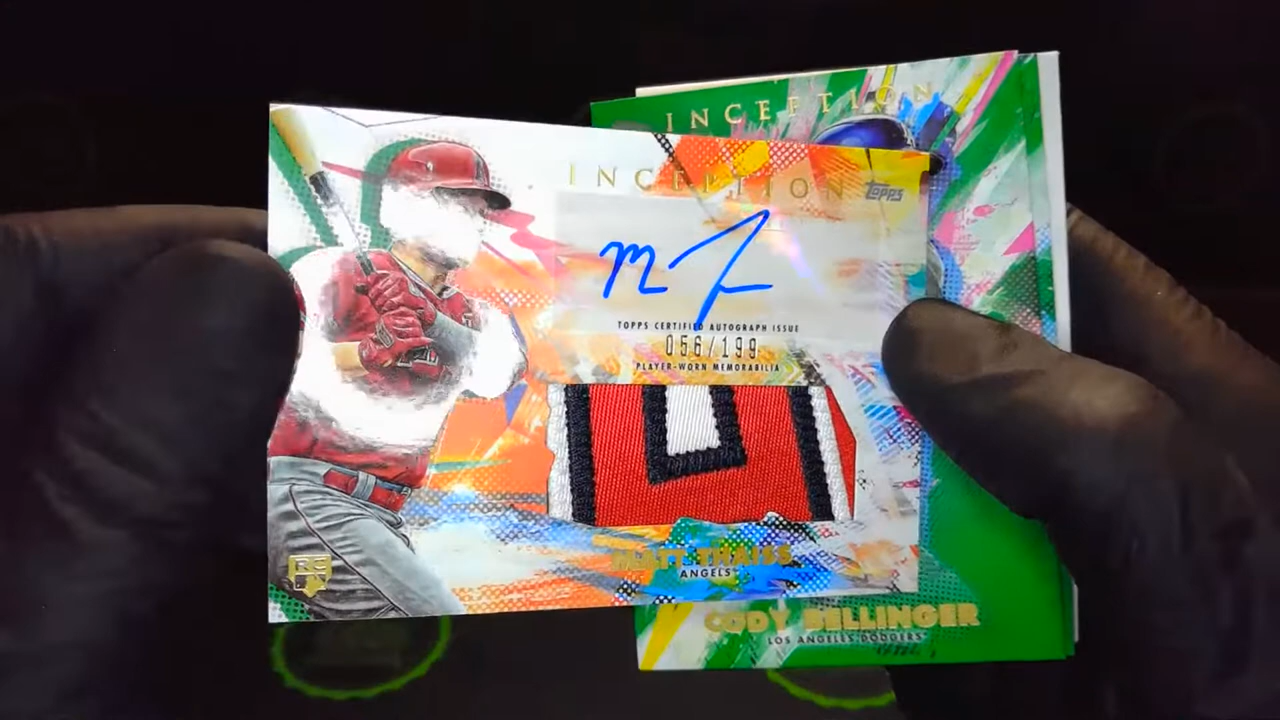 INCEPTION
INCEPTION
Topps
M T
TOPPS CERTIFIED AUTOGRAPH ISSUE
056/199
PLAYER-WORN MEMORABILIA
MATT THAISS
ANGELS
RC
CODY BELLINGER
LOS ANGELES DODGERS